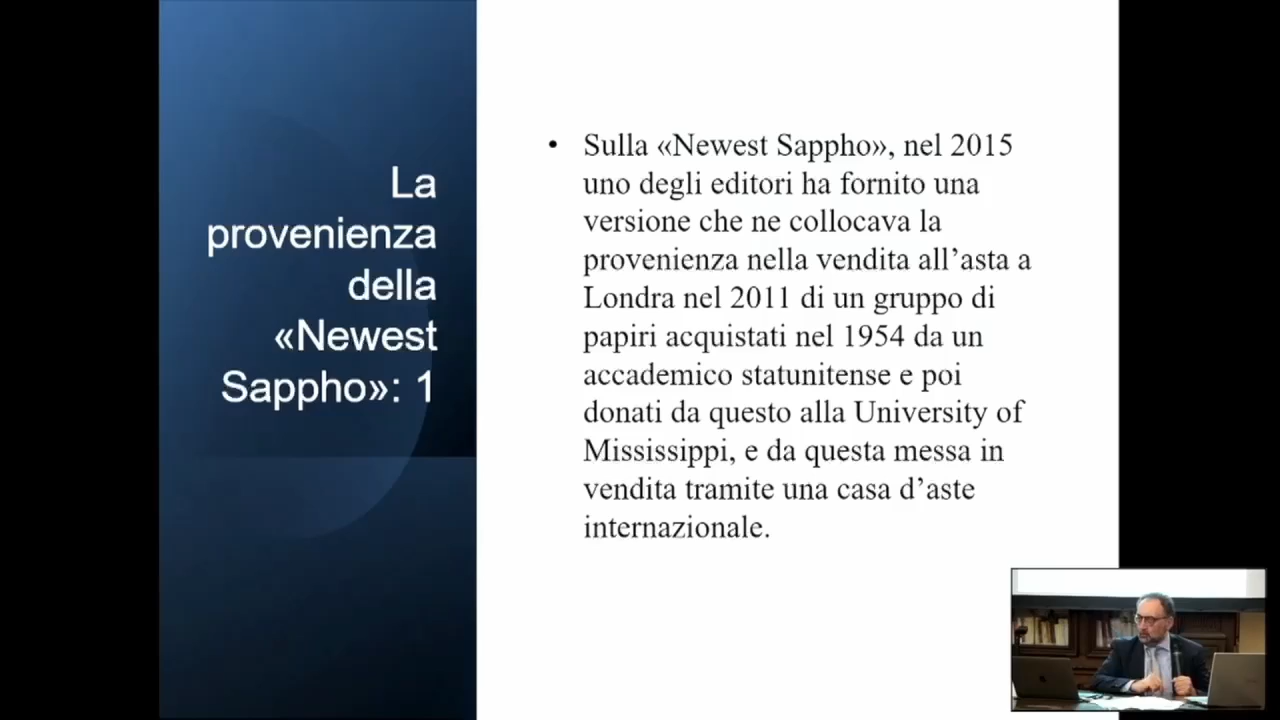 La
provenienza
della
«Newest
Sappho»: 1
• Sulla «Newest Sappho», nel 2015
uno degli editori ha fornito una
versione che ne collocava la
provenienza nella vendita all’asta a
Londra nel 2011 di un gruppo di
papiri acquistati nel 1954 da un
accademico statunitense e poi
donati da questo alla University of
Mississippi, e da questa messa in
vendita tramite una casa d’aste
internazionale.